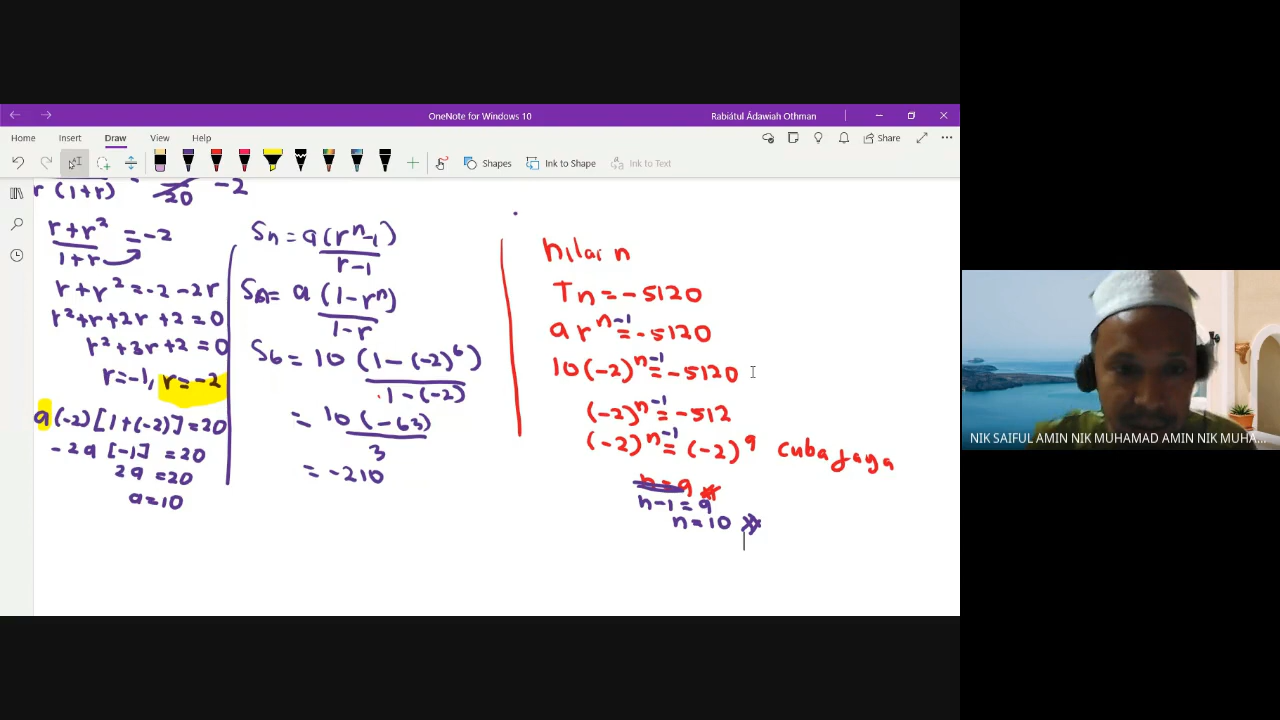 OneNote for Windows 10
Rabiátul Ádawiah Othman
Home Insert Draw View Help
Share
Shapes
Ink to Shape
Ink to Text
r (1+r)
20
-2
r+r² = -2
1+r
r+r² = -2-2r
r²+r+2r+2=0
r²+3r+2=0
r=-1, r=-2
a(-2)[1+(-2)]=20
-2a[-1]=20
2a=20
a=10
Sn = a(rⁿ-1)
r-1
Sn = a(1-rⁿ)
1-r
S6 = 10(1-(-2)⁶)
1-(-2)
= 10(-63)
3
= -210
nilai n
Tn = -5120
arⁿ⁻¹ = -5120
10(-2)ⁿ⁻¹ = -5120
(-2)ⁿ⁻¹ = -512
(-2)ⁿ⁻¹ = (-2)⁹ cuba jaya
n=9
n-1=9
n=10
NIK SAIFUL AMIN NIK MUHAMAD AMIN NIK MUHA...